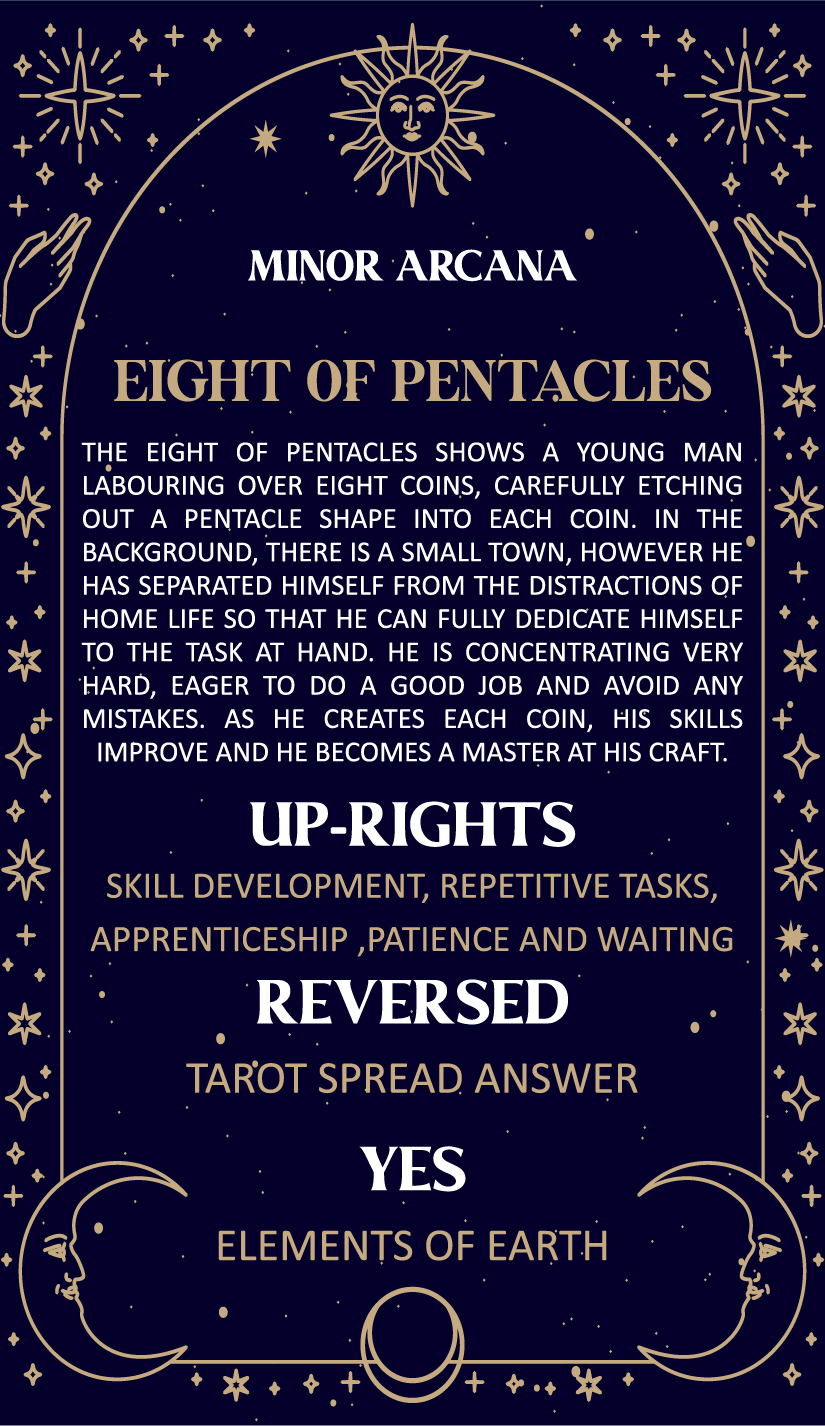 MINOR ARCANA
EIGHT OF PENTACLES
THE EIGHT OF PENTACLES SHOWS A YOUNG MAN
LABOURING OVER EIGHT COINS, CAREFULLY ETCHING
OUT A PENTACLE SHAPE INTO EACH COIN. IN THE
BACKGROUND, THERE IS A SMALL TOWN, HOWEVER HE
HAS SEPARATED HIMSELF FROM THE DISTRACTIONS OF
HOME LIFE SO THAT HE CAN FULLY DEDICATE HIMSELF
TO THE TASK AT HAND. HE IS CONCENTRATING VERY
HARD, EAGER TO DO A GOOD JOB AND AVOID ANY
MISTAKES. AS HE CREATES EACH COIN, HIS SKILLS
IMPROVE AND HE BECOMES A MASTER AT HIS CRAFT.
UP-RIGHTS
SKILL DEVELOPMENT, REPETITIVE TASKS,
APPRENTICESHIP ,PATIENCE AND WAITING
REVERSED
TAROT SPREAD ANSWER
YES
ELEMENTS OF EARTH